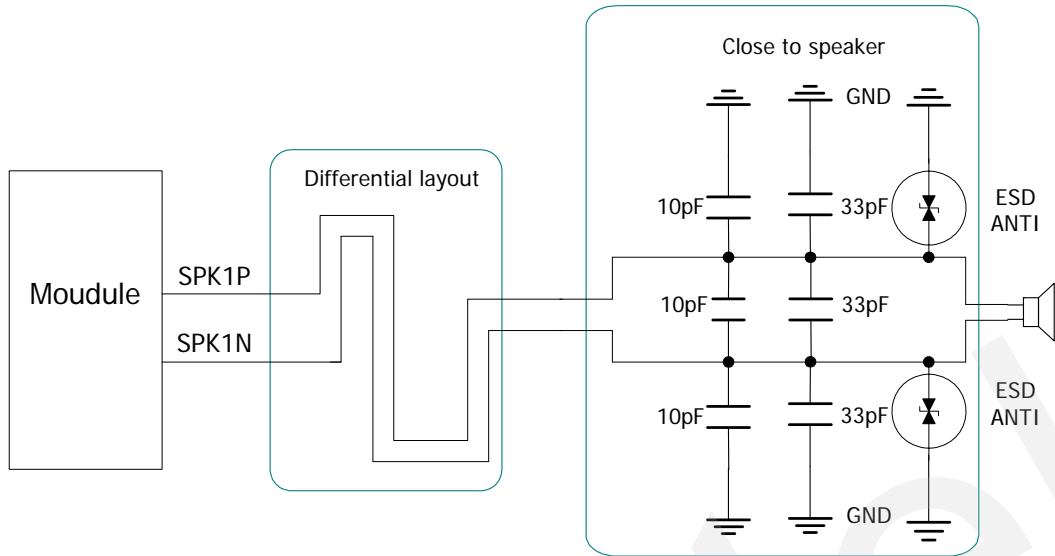 Close to speaker
GND
Differential layout
10pF
33pF
ESD
ANTI
SPK1P
Moudule
10pF
33pF
SPK1N
10pF
33pF
ESD
ANTI
GND